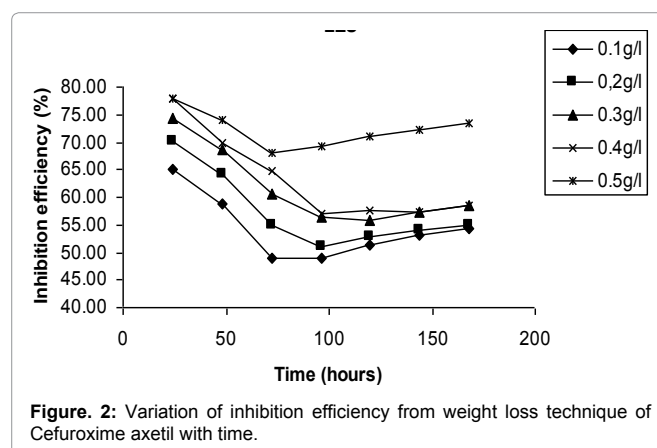 0.1g/l
0,2g/l
0.3g/l
0.4g/l
0.5g/l
80.00
75.00
70.00
65.00
60.00
55.00
50.00
45.00
40.00
Inhibition efficiency (%)
0 50 100 150 200
Time (hours)
Figure. 2: Variation of inhibition efficiency from weight loss technique of
Cefuroxime axetil with time.